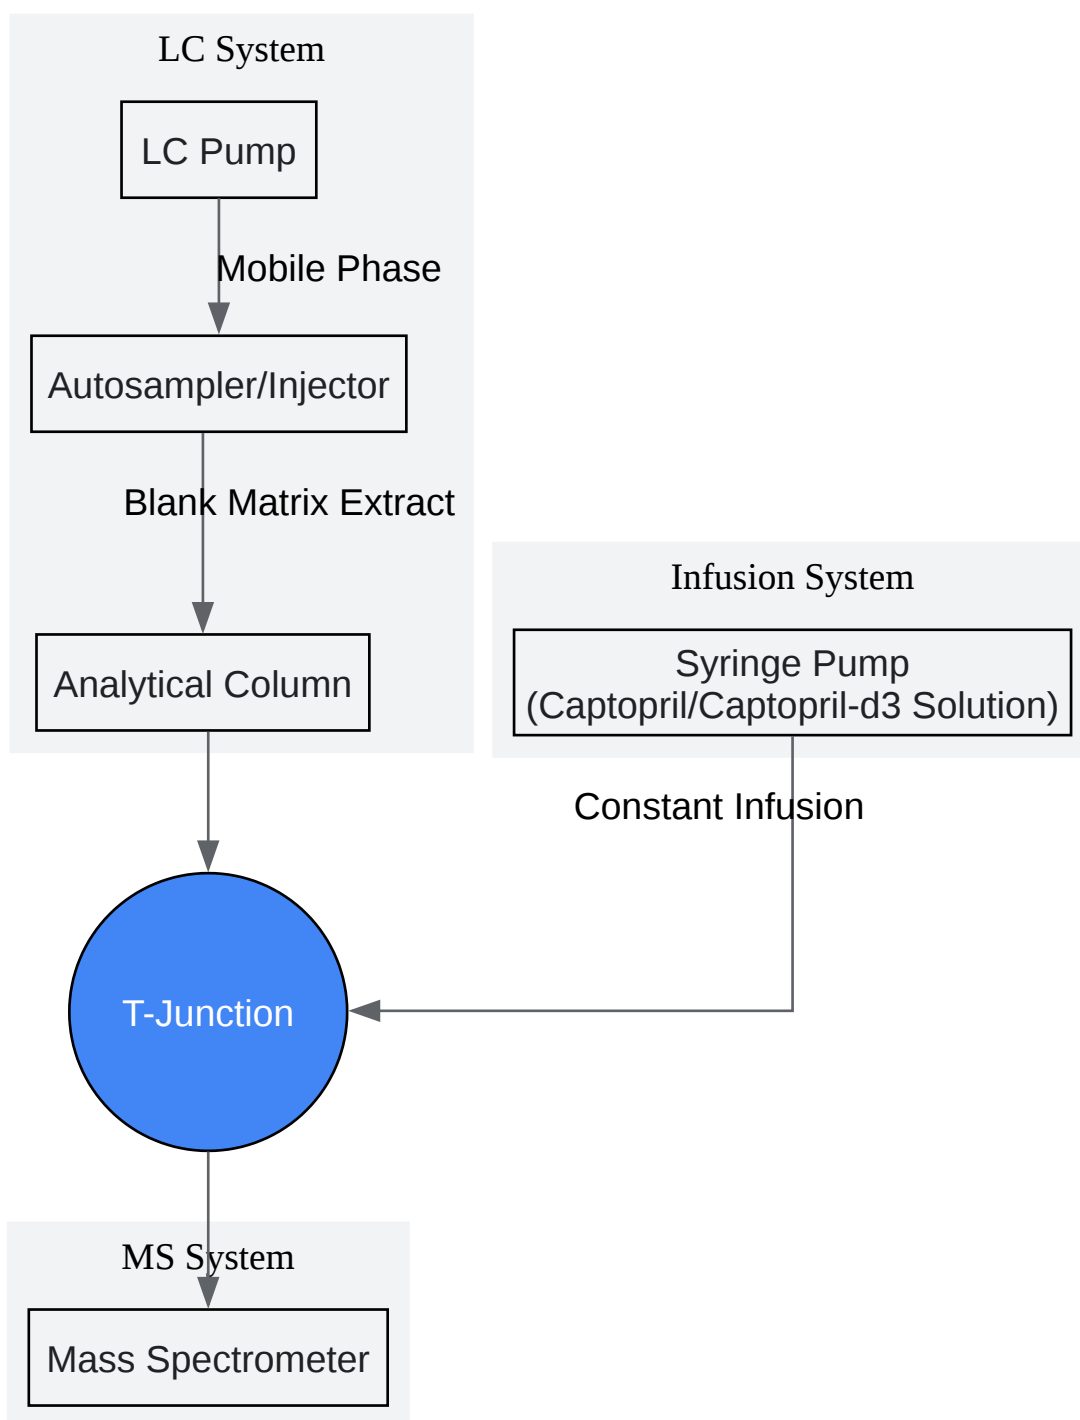 LC System
LC Pump
Mobile Phase
Autosampler/Injector
Blank Matrix Extract
Analytical Column
Infusion System
Syringe Pump
(Captopril/Captopril-d3 Solution)
Constant Infusion
T-Junction
MS System
Mass Spectrometer